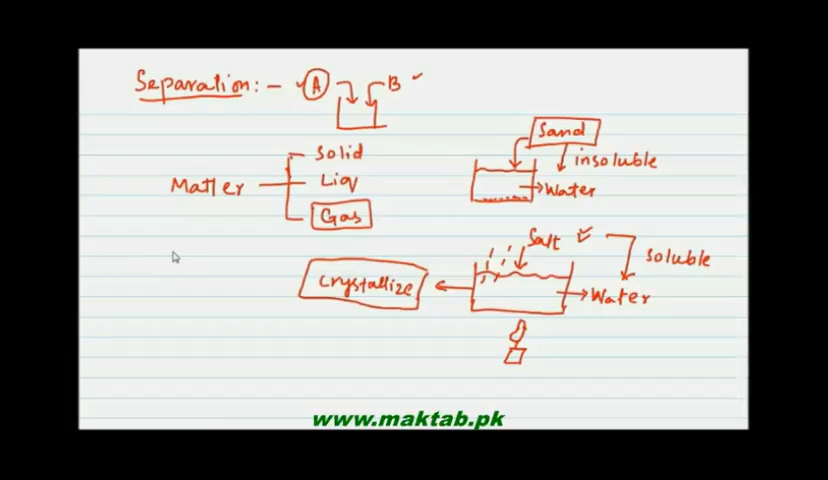 Separation: - A B
Solid
Matter Liq
Gas
Sand
insoluble
Water
Salt
soluble
Crystallize
Water
www.maktab.pk